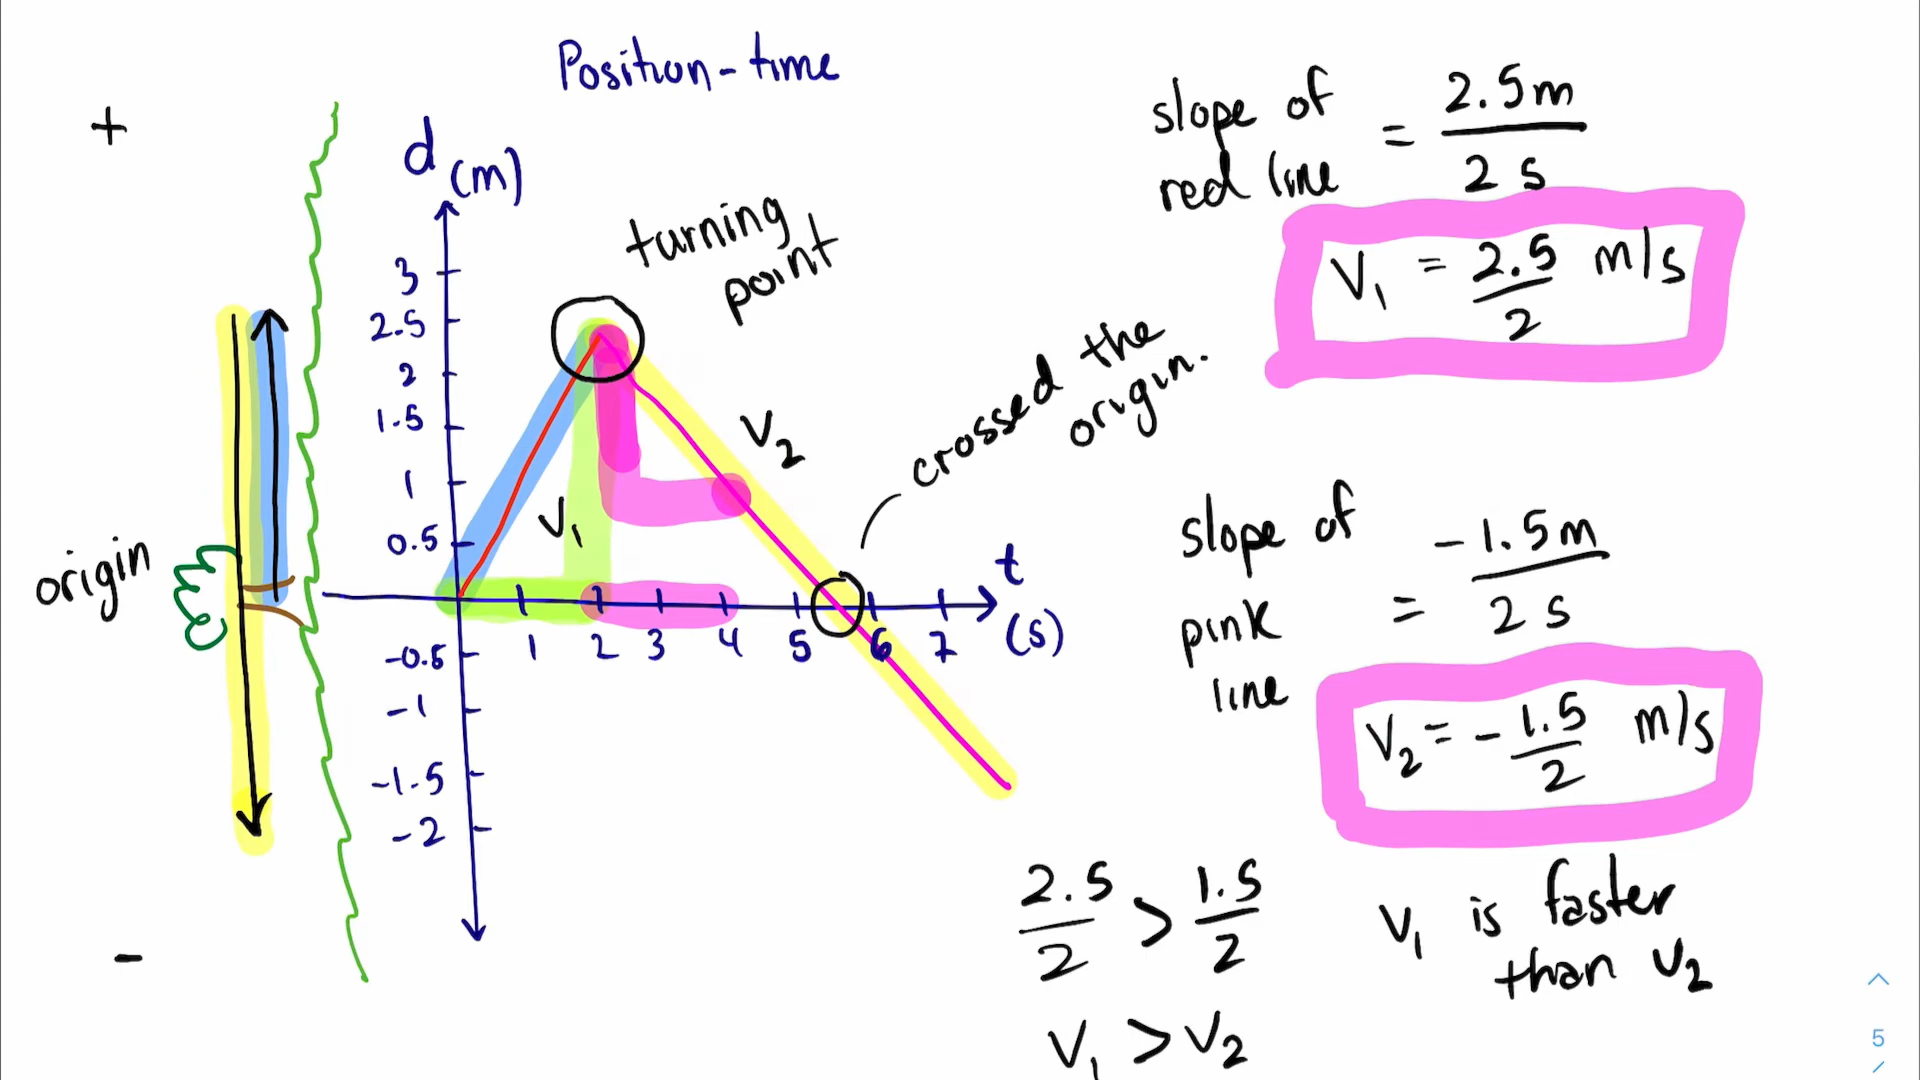 Position-time
+
d (m)
3
2.5
2
1.5
1
0.5
-0.5
-1
-1.5
-2
turning
point
V₁
V₂
crossed the
origin.
origin
t
(s)
1 2 3 4 5 6 7
-
slope of
red line
= 2.5m
2 s
V₁ = 2.5 m/s
2
slope of
pink
line
= -1.5m
2 s
V₂ = - 1.5 m/s
2
2.5 > 1.5
2 2
V₁ > V₂
V₁ is faster
than V₂
5